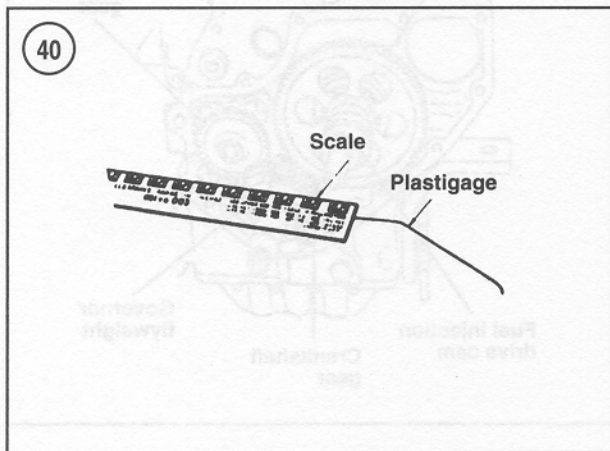 40
Scale
Plastigage
Governor
flyweight
Fuel injection
drive cam
Crankshaft
gear